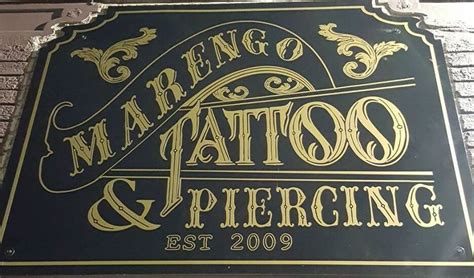 MARENGO
TATTOO
& PIERCING
EST 2009